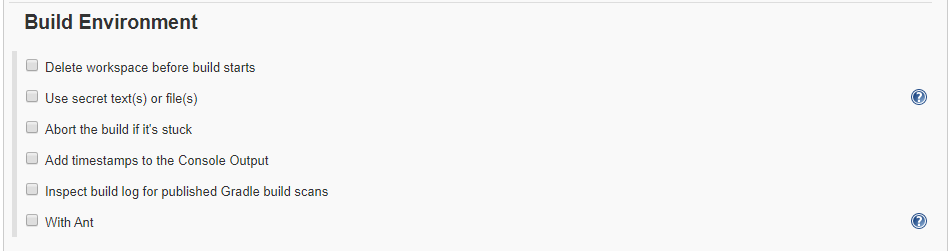 Build Environment
Delete workspace before build starts
Use secret text(s) or file(s)
?
Abort the build if it's stuck
Add timestamps to the Console Output
Inspect build log for published Gradle build scans
With Ant
?